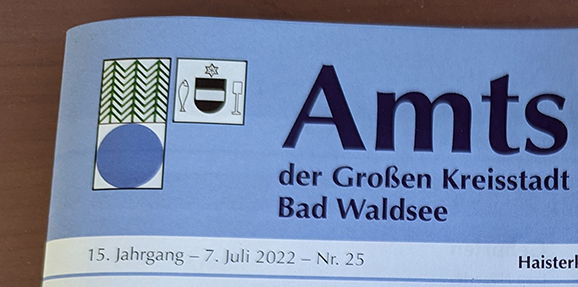 Amts
der Großen Kreisstadt
Bad Waldsee
15. Jahrgang – 7. Juli 2022 – Nr. 25